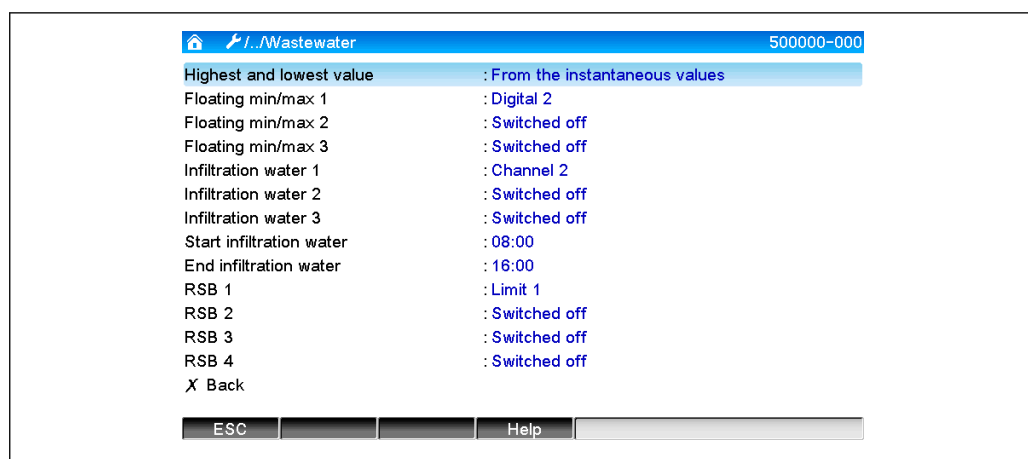 /../Wastewater 500000-000
Highest and lowest value : From the instantaneous values
Floating min/max 1 : Digital 2
Floating min/max 2 : Switched off
Floating min/max 3 : Switched off
Infiltration water 1 : Channel 2
Infiltration water 2 : Switched off
Infiltration water 3 : Switched off
Start infiltration water : 08:00
End infiltration water : 16:00
RSB 1 : Limit 1
RSB 2 : Switched off
RSB 3 : Switched off
RSB 4 : Switched off
X Back
ESC Help